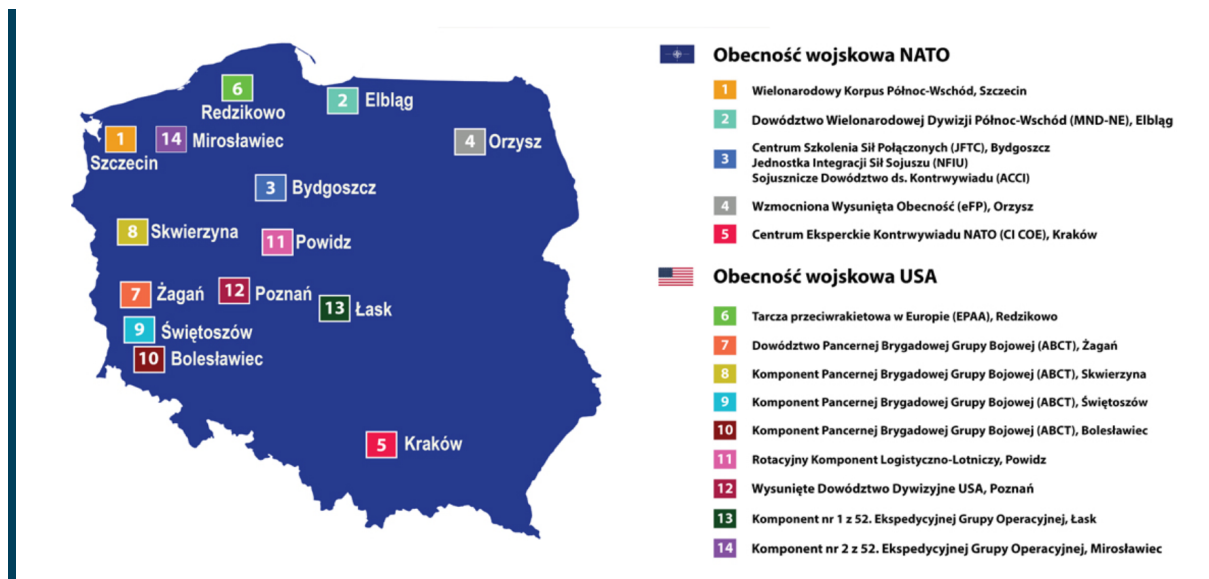 6
Redzikowo
2 Elbląg
1
Szczecin
14 Mirosławiec
4 Orzysz
3 Bydgoszcz
8 Skwierzyna
11 Powidz
7 Żagań
12 Poznań
13 Łask
9 Świętoszów
10 Bolesławiec
5 Kraków
Obecność wojskowa NATO
1 Wielonarodowy Korpus Północ-Wschód, Szczecin
2 Dowództwo Wielonarodowej Dywizji Północ-Wschód (MND-NE), Elbląg
3 Centrum Szkolenia Sił Połączonych (JFTC), Bydgoszcz
Jednostka Integracji Sił Sojuszu (NFIU)
Sojusznicze Dowództwo ds. Kontrwywiadu (ACCI)
4 Wzmocniona Wysunięta Obecność (eFP), Orzysz
5 Centrum Eksperckie Kontrwywiadu NATO (CI COE), Kraków
Obecność wojskowa USA
6 Tarcza przeciwrakietowa w Europie (EPAA), Redzikowo
7 Dowództwo Pancernej Brygadowej Grupy Bojowej (ABCT), Żagań
8 Komponent Pancernej Brygadowej Grupy Bojowej (ABCT), Skwierzyna
9 Komponent Pancernej Brygadowej Grupy Bojowej (ABCT), Świętoszów
10 Komponent Pancernej Brygadowej Grupy Bojowej (ABCT), Bolesławiec
11 Rotacyjny Komponent Logistyczno-Lotniczy, Powidz
12 Wysunięte Dowództwo Dywizyjne USA, Poznań
13 Komponent nr 1 z 52. Ekspedycyjnej Grupy Operacyjnej, Łask
14 Komponent nr 2 z 52. Ekspedycyjnej Grupy Operacyjnej, Mirosławiec